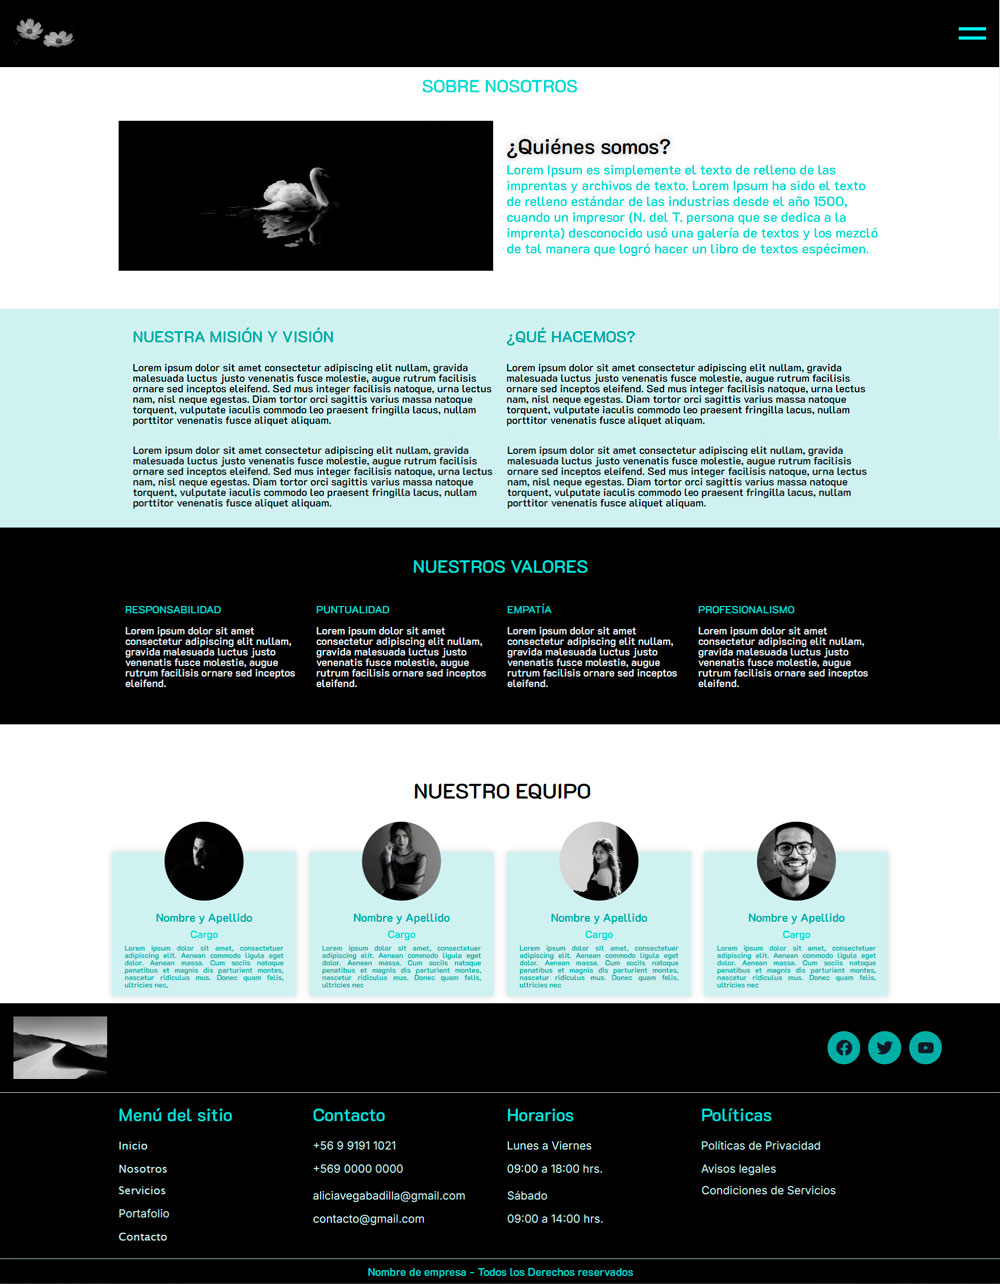 SOBRE NOSOTROS
¿Quiénes somos?
Lorem Ipsum es simplemente el texto de relleno de las
imprentas y archivos de texto. Lorem Ipsum ha sido el texto
de relleno estándar de las industrias desde el año 1500,
cuando un impresor (N. del T. persona que se dedica a la
imprenta) desconocido usó una galería de textos y los mezcló
de tal manera que logró hacer un libro de textos espécimen.
NUESTRA MISIÓN Y VISIÓN
Lorem ipsum dolor sit amet consectetur adipiscing elit nullam, gravida
malesuada luctus justo venenatis fusce molestie, augue rutrum facilisis
ornare sed inceptos eleifend. Sed mus integer facilisis natoque, urna lectus
nam, nisl neque egestas. Diam tortor orci sagittis varius massa natoque
torquent, vulputate iaculis commodo leo praesent fringilla lacus, nullam
porttitor venenatis fusce aliquet aliquam.
Lorem ipsum dolor sit amet consectetur adipiscing elit nullam, gravida
malesuada luctus justo venenatis fusce molestie, augue rutrum facilisis
ornare sed inceptos eleifend. Sed mus integer facilisis natoque, urna lectus
nam, nisl neque egestas. Diam tortor orci sagittis varius massa natoque
torquent, vulputate iaculis commodo leo praesent fringilla lacus, nullam
porttitor venenatis fusce aliquet aliquam.
¿QUÉ HACEMOS?
Lorem ipsum dolor sit amet consectetur adipiscing elit nullam, gravida
malesuada luctus justo venenatis fusce molestie, augue rutrum facilisis
ornare sed inceptos eleifend. Sed mus integer facilisis natoque, urna lectus
nam, nisl neque egestas. Diam tortor orci sagittis varius massa natoque
torquent, vulputate iaculis commodo leo praesent fringilla lacus, nullam
porttitor venenatis fusce aliquet aliquam.
Lorem ipsum dolor sit amet consectetur adipiscing elit nullam, gravida
malesuada luctus justo venenatis fusce molestie, augue rutrum facilisis
ornare sed inceptos eleifend. Sed mus integer facilisis natoque, urna lectus
nam, nisl neque egestas. Diam tortor orci sagittis varius massa natoque
torquent, vulputate iaculis commodo leo praesent fringilla lacus, nullam
porttitor venenatis fusce aliquet aliquam.
NUESTROS VALORES
RESPONSABILIDAD
Lorem ipsum dolor sit amet
consectetur adipiscing elit nullam,
gravida malesuada luctus justo
venenatis fusce molestie, augue
rutrum facilisis ornare sed inceptos
eleifend.
PUNTUALIDAD
Lorem ipsum dolor sit amet
consectetur adipiscing elit nullam,
gravida malesuada luctus justo
venenatis fusce molestie, augue
rutrum facilisis ornare sed inceptos
eleifend.
EMPATÍA
Lorem ipsum dolor sit amet
consectetur adipiscing elit nullam,
gravida malesuada luctus justo
venenatis fusce molestie, augue
rutrum facilisis ornare sed inceptos
eleifend.
PROFESIONALISMO
Lorem ipsum dolor sit amet
consectetur adipiscing elit nullam,
gravida malesuada luctus justo
venenatis fusce molestie, augue
rutrum facilisis ornare sed inceptos
eleifend.
NUESTRO EQUIPO
Nombre y Apellido
Cargo
Lorem ipsum dolor sit amet, consectetuer
adipiscing elit. Aenean commodo ligula eget
dolor. Aenean massa. Cum sociis natoque
penatibus et magnis dis parturient montes,
nascetur ridiculus mus. Donec quam felis,
ultricies nec,
Nombre y Apellido
Cargo
Lorem ipsum dolor sit amet, consectetuer
adipiscing elit. Aenean commodo ligula eget
dolor. Aenean massa. Cum sociis natoque
penatibus et magnis dis parturient montes,
nascetur ridiculus mus. Donec quam felis,
ultricies nec
Nombre y Apellido
Cargo
Lorem ipsum dolor sit amet, consectetuer
adipiscing elit. Aenean commodo ligula eget
dolor. Aenean massa. Cum sociis natoque
penatibus et magnis dis parturient montes,
nascetur ridiculus mus. Donec quam felis,
ultricies nec
Nombre y Apellido
Cargo
Lorem ipsum dolor sit amet, consectetuer
adipiscing elit. Aenean commodo ligula eget
dolor. Aenean massa. Cum sociis natoque
penatibus et magnis dis parturient montes,
nascetur ridiculus mus. Donec quam felis,
ultricies nec
Menú del sitio
Inicio
Nosotros
Servicios
Portafolio
Contacto
Contacto
+56 9 9191 1021
+569 0000 0000
aliciavegabadilla@gmail.com
contacto@gmail.com
Horarios
Lunes a Viernes
09:00 a 18:00 hrs.
Sábado
09:00 a 14:00 hrs.
Políticas
Políticas de Privacidad
Avisos legales
Condiciones de Servicios
Nombre de empresa - Todos los Derechos reservados